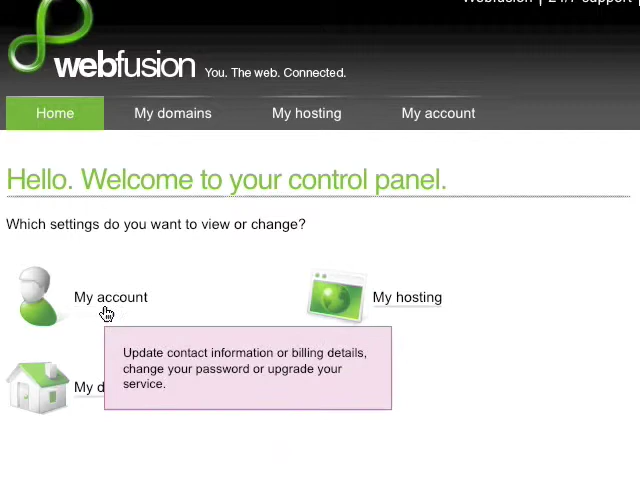 Webfusion | 24/7 support
webfusion You. The web. Connected.
Home My domains My hosting My account
Hello. Welcome to your control panel.
Which settings do you want to view or change?
My account
My hosting
Update contact information or billing details,
change your password or upgrade your
service.
My d